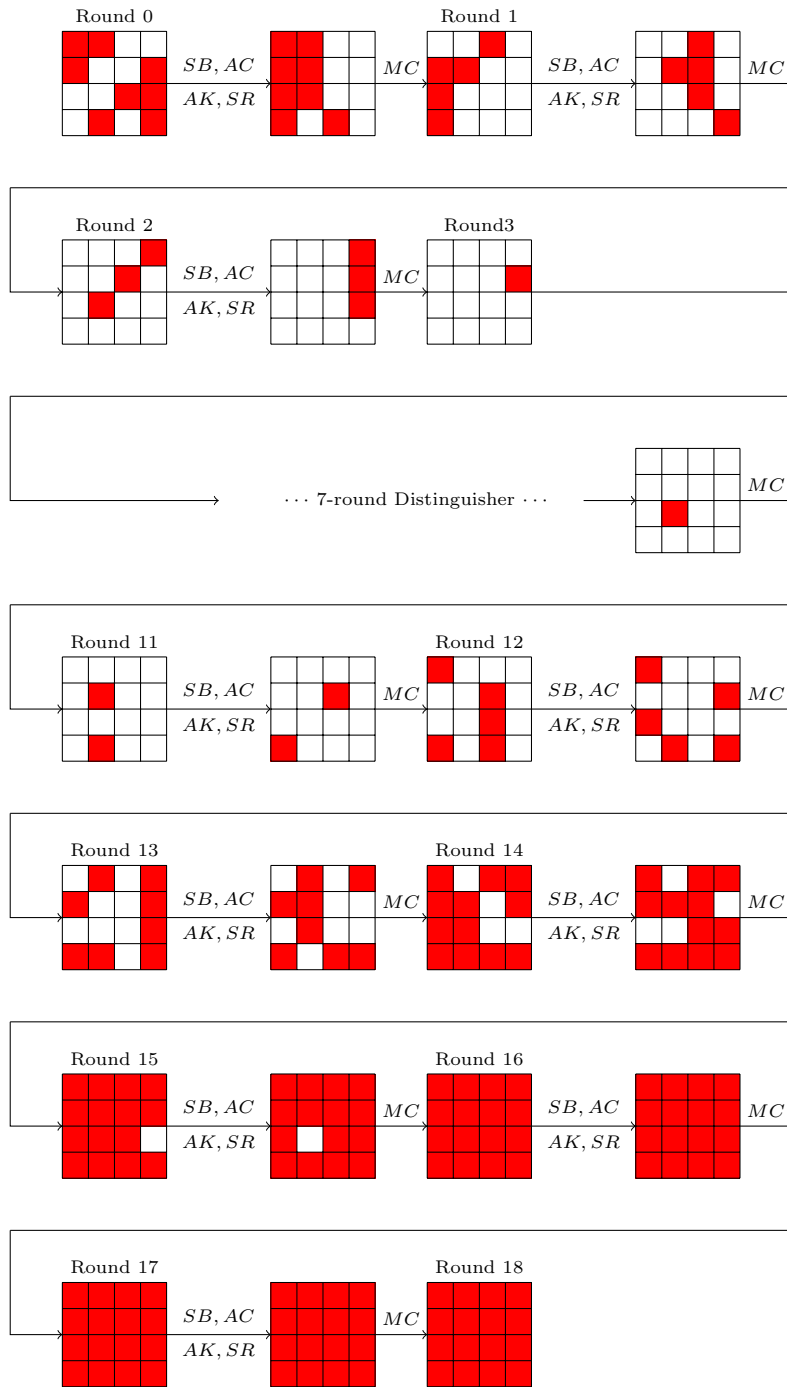 Round 0 Round 1
SB, AC MC SB, AC MC
AK, SR AK, SR
Round 2 Round3
SB, AC MC
AK, SR
··· 7-round Distinguisher ··· MC
Round 11 Round 12
SB, AC MC SB, AC MC
AK, SR AK, SR
Round 13 Round 14
SB, AC MC SB, AC MC
AK, SR AK, SR
Round 15 Round 16
SB, AC MC SB, AC MC
AK, SR AK, SR
Round 17 Round 18
SB, AC MC
AK, SR